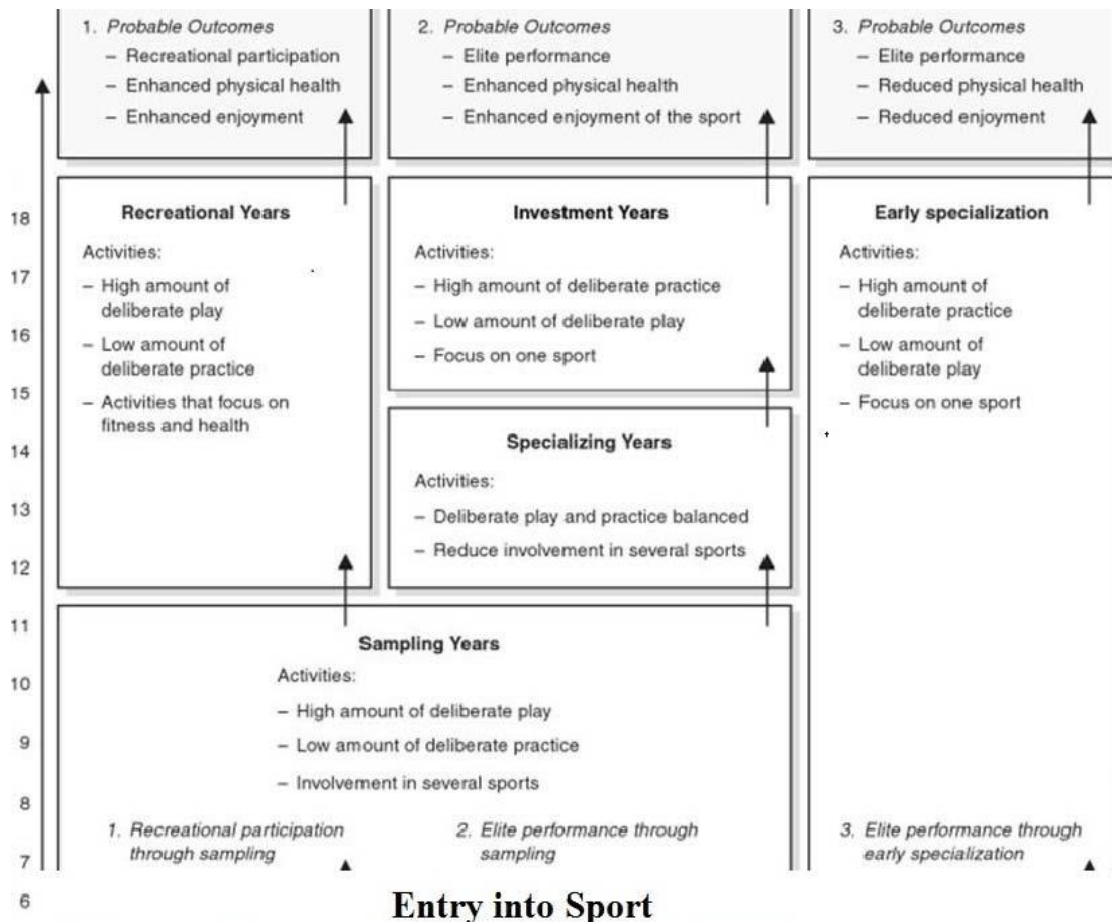 1. Probable Outcomes
– Recreational participation
– Enhanced physical health
– Enhanced enjoyment
2. Probable Outcomes
– Elite performance
– Enhanced physical health
– Enhanced enjoyment of the sport
3. Probable Outcomes
– Elite performance
– Reduced physical health
– Reduced enjoyment
18
17
16
15
14
13
12
11
10
9
8
7
6
Recreational Years
Activities:
– High amount of
deliberate play
– Low amount of
deliberate practice
– Activities that focus on
fitness and health
Investment Years
Activities:
– High amount of deliberate practice
– Low amount of deliberate play
– Focus on one sport
Early specialization
Activities:
– High amount of
deliberate practice
– Low amount of
deliberate play
– Focus on one sport
Specializing Years
Activities:
– Deliberate play and practice balanced
– Reduce involvement in several sports
Sampling Years
Activities:
– High amount of deliberate play
– Low amount of deliberate practice
– Involvement in several sports
1. Recreational participation
through sampling
2. Elite performance through
sampling
3. Elite performance through
early specialization
Entry into Sport